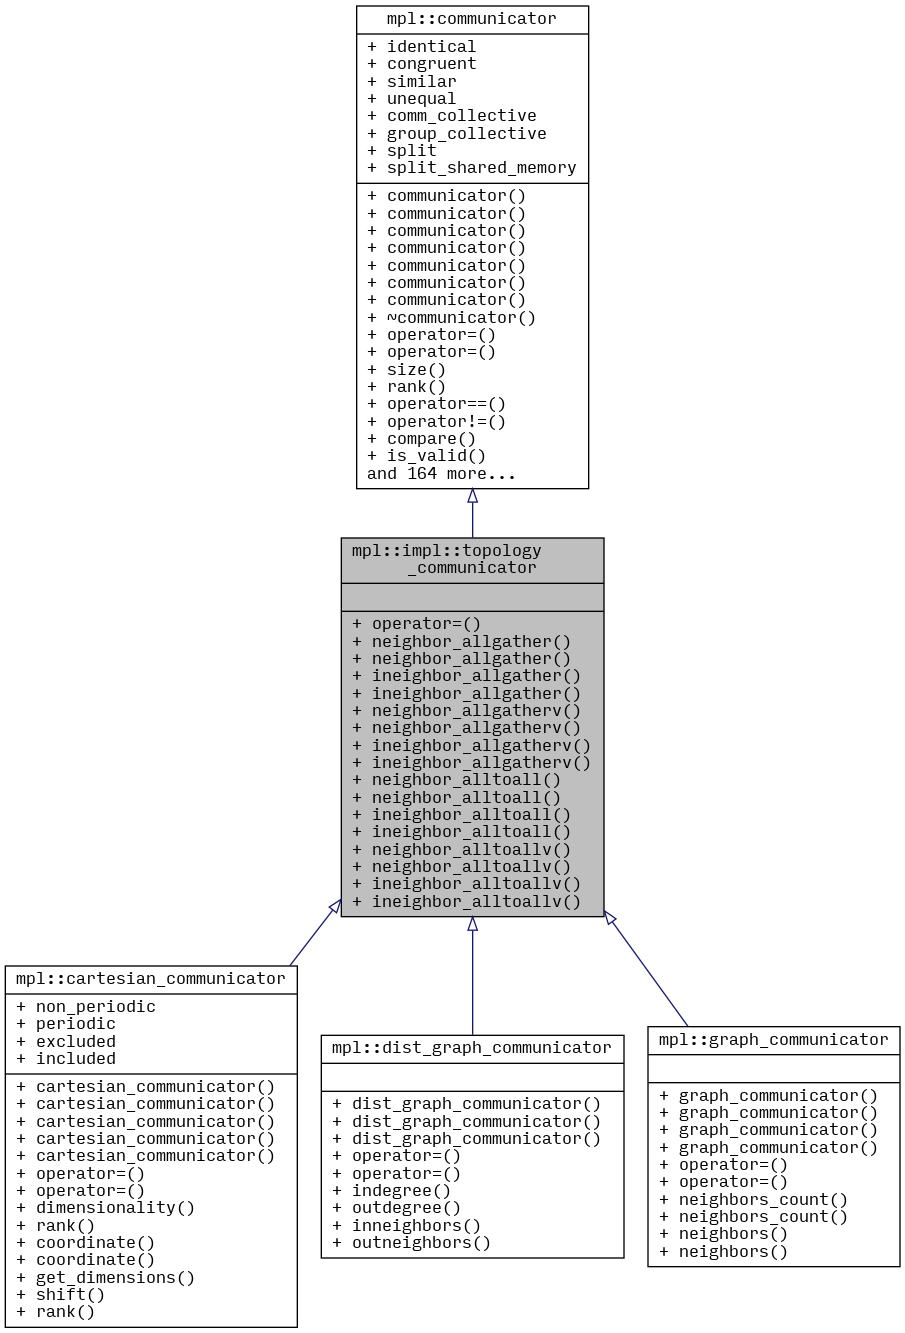 mpl::communicator
+ identical
+ congruent
+ similar
+ unequal
+ comm_collective
+ group_collective
+ split
+ split_shared_memory
+ communicator()
+ communicator()
+ communicator()
+ communicator()
+ communicator()
+ communicator()
+ communicator()
+ ~communicator()
+ operator=()
+ operator=()
+ size()
+ rank()
+ operator==()
+ operator!=()
+ compare()
+ is_valid()
and 164 more...
mpl::impl::topology
_communicator
+ operator=()
+ neighbor_allgather()
+ neighbor_allgather()
+ ineighbor_allgather()
+ ineighbor_allgather()
+ neighbor_allgatherv()
+ neighbor_allgatherv()
+ ineighbor_allgatherv()
+ ineighbor_allgatherv()
+ neighbor_alltoall()
+ neighbor_alltoall()
+ ineighbor_alltoall()
+ ineighbor_alltoall()
+ neighbor_alltoallv()
+ neighbor_alltoallv()
+ ineighbor_alltoallv()
+ ineighbor_alltoallv()
mpl::cartesian_communicator
+ non_periodic
+ periodic
+ excluded
+ included
+ cartesian_communicator()
+ cartesian_communicator()
+ cartesian_communicator()
+ cartesian_communicator()
+ cartesian_communicator()
+ operator=()
+ operator=()
+ dimensionality()
+ rank()
+ coordinate()
+ coordinate()
+ get_dimensions()
+ shift()
+ rank()
mpl::dist_graph_communicator
+ dist_graph_communicator()
+ dist_graph_communicator()
+ dist_graph_communicator()
+ operator=()
+ operator=()
+ indegree()
+ outdegree()
+ inneighbors()
+ outneighbors()
mpl::graph_communicator
+ graph_communicator()
+ graph_communicator()
+ graph_communicator()
+ graph_communicator()
+ operator=()
+ operator=()
+ neighbors_count()
+ neighbors_count()
+ neighbors()
+ neighbors()